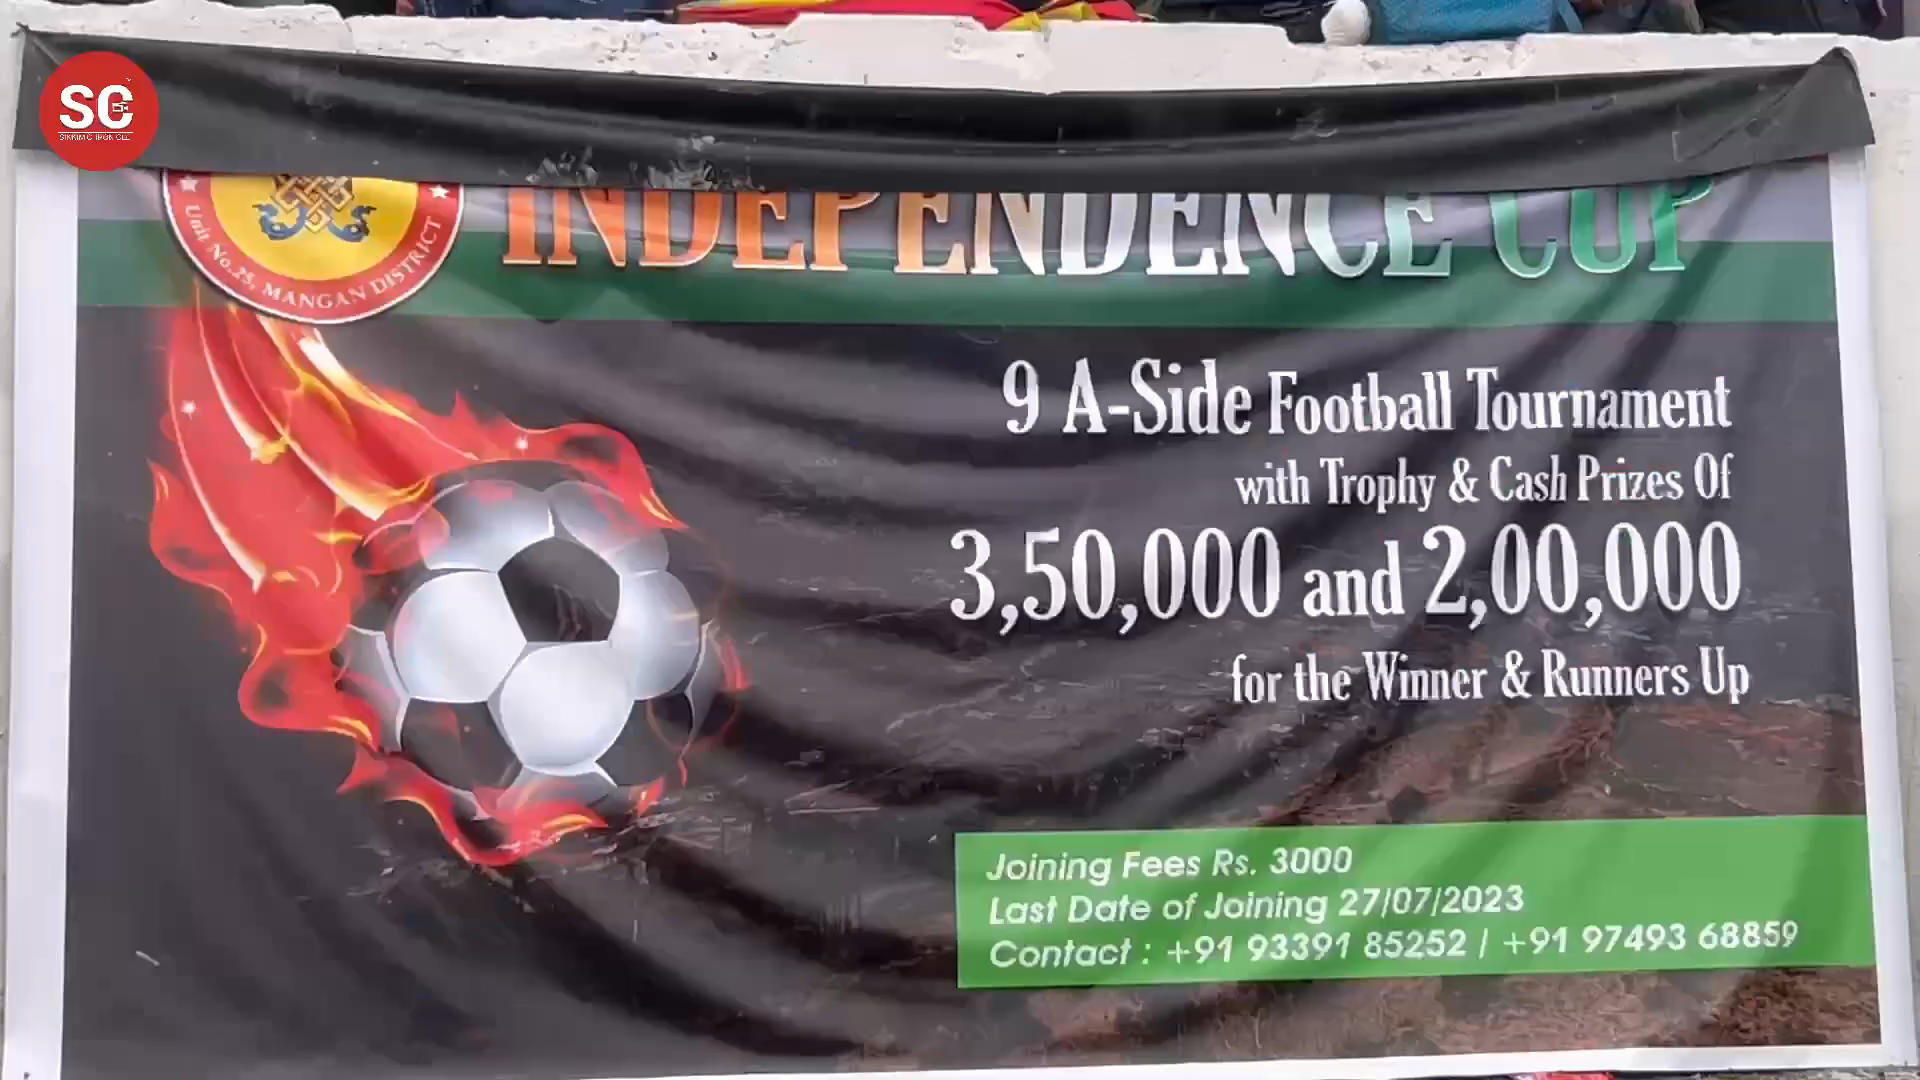 SC
SIKKIM CHRONICLE
INDEPENDENCE CUP
Unit No.25, MANGAN DISTRICT
9 A-Side Football Tournament
with Trophy & Cash Prizes Of
3,50,000 and 2,00,000
for the Winner & Runners Up
Joining Fees Rs. 3000
Last Date of Joining 27/07/2023
Contact : +91 93391 85252 / +91 97493 68859